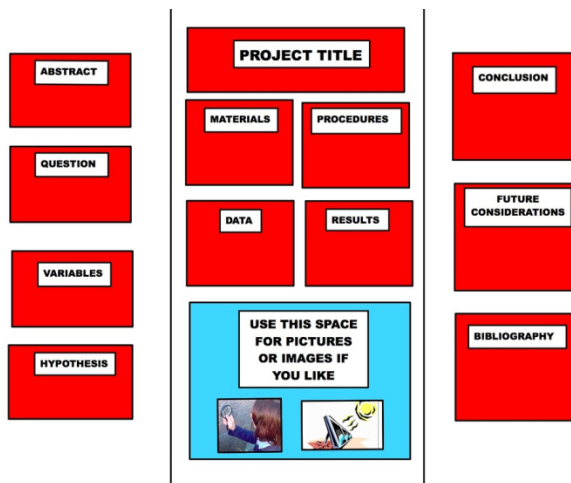 ABSTRACT
QUESTION
VARIABLES
HYPOTHESIS
PROJECT TITLE
MATERIALS
PROCEDURES
DATA
RESULTS
USE THIS SPACE
FOR PICTURES
OR IMAGES IF
YOU LIKE
CONCLUSION
FUTURE
CONSIDERATIONS
BIBLIOGRAPHY